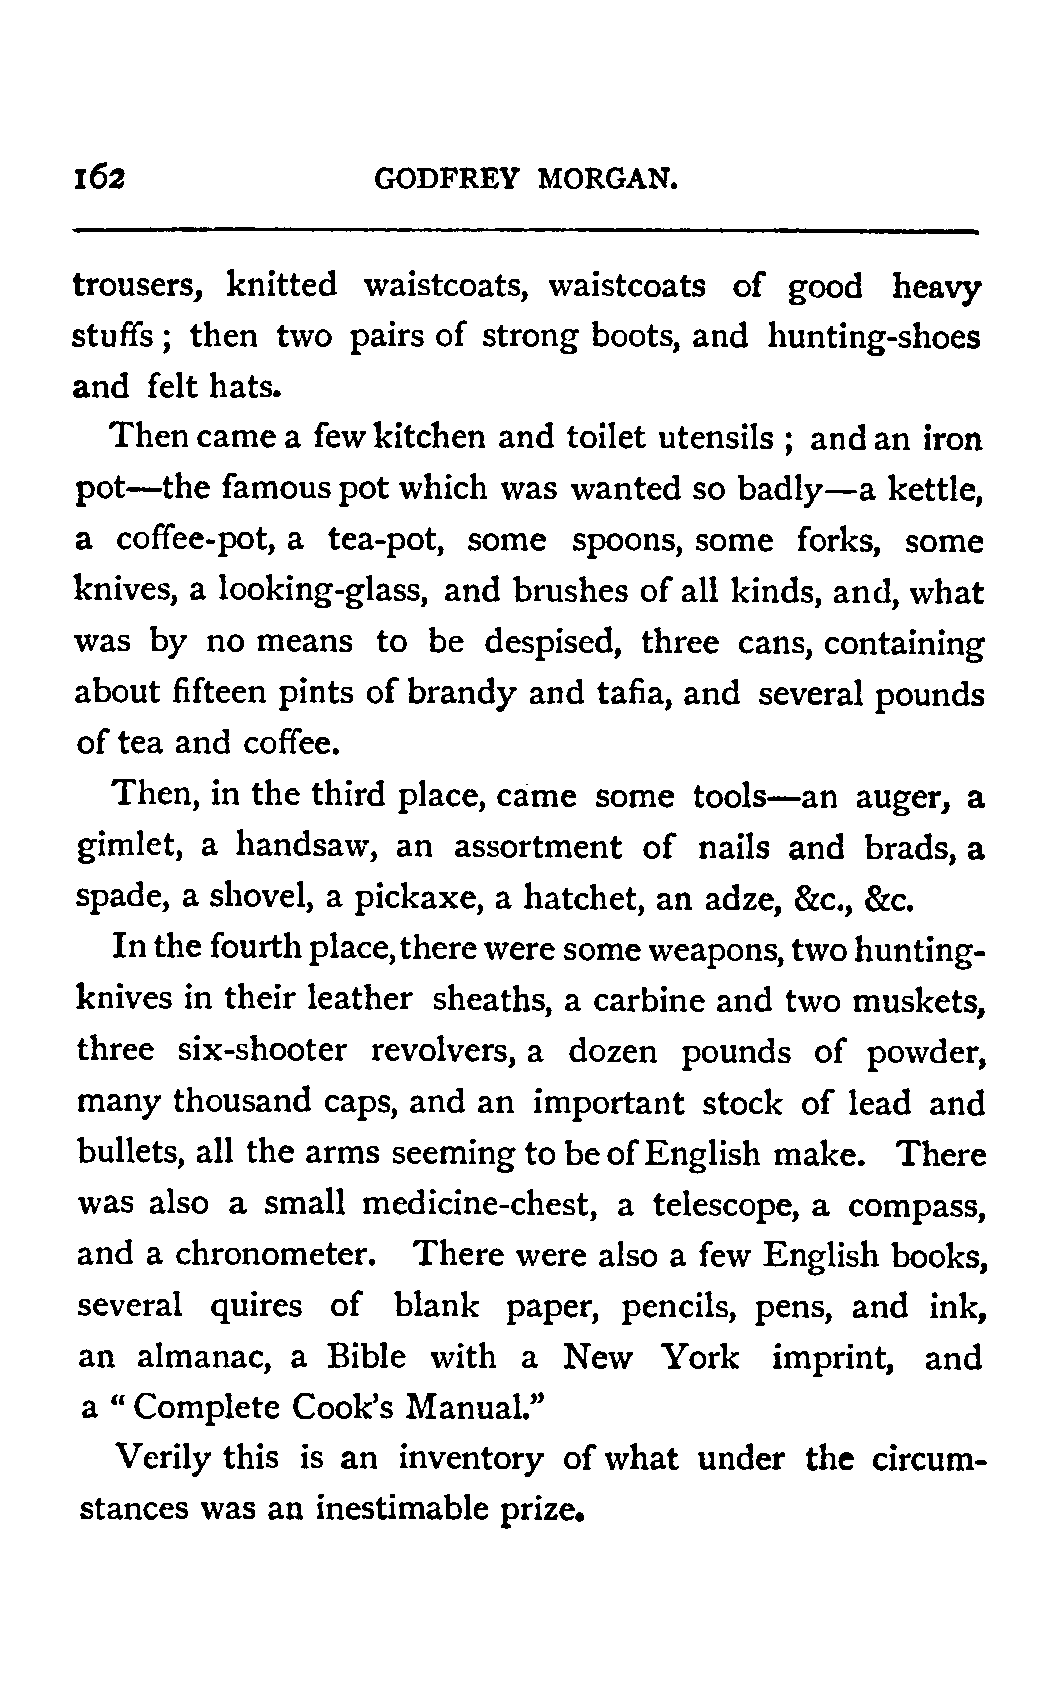 162 GODFREY MORGAN.
trousers, knitted waistcoats, waistcoats of good heavy
stuffs ; then two pairs of strong boots, and hunting-shoes
and felt hats.
Then came a few kitchen and toilet utensils ; and an iron
pot—the famous pot which was wanted so badly—a kettle,
a coffee-pot, a tea-pot, some spoons, some forks, some
knives, a looking-glass, and brushes of all kinds, and, what
was by no means to be despised, three cans, containing
about fifteen pints of brandy and tafia, and several pounds
of tea and coffee.
Then, in the third place, came some tools—an auger, a
gimlet, a handsaw, an assortment of nails and brads, a
spade, a shovel, a pickaxe, a hatchet, an adze, &c., &c.
In the fourth place, there were some weapons, two hunting-
knives in their leather sheaths, a carbine and two muskets,
three six-shooter revolvers, a dozen pounds of powder,
many thousand caps, and an important stock of lead and
bullets, all the arms seeming to be of English make. There
was also a small medicine-chest, a telescope, a compass,
and a chronometer. There were also a few English books,
several quires of blank paper, pencils, pens, and ink,
an almanac, a Bible with a New York imprint, and
a “ Complete Cook’s Manual.”
Verily this is an inventory of what under the circum-
stances was an inestimable prize.